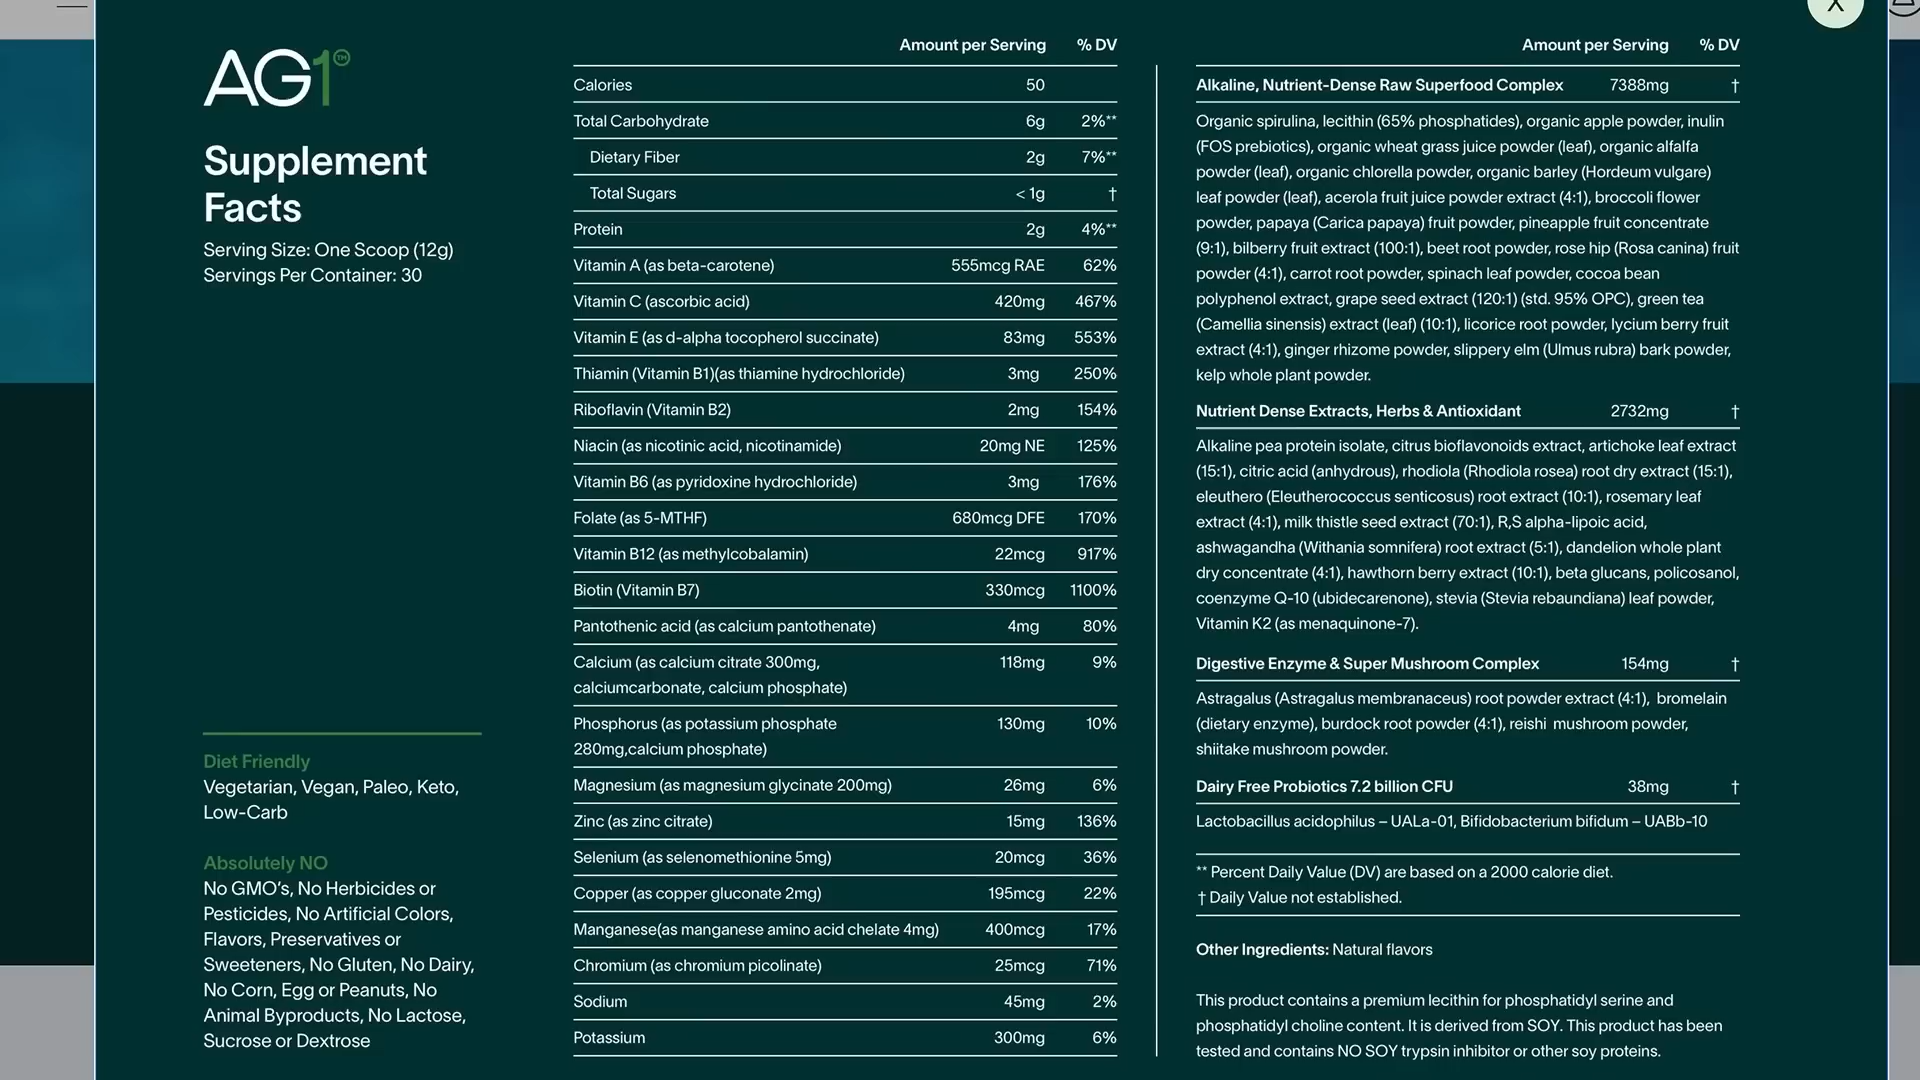 X
AG1™
Supplement
Facts
Serving Size: One Scoop (12g)
Servings Per Container: 30
Diet Friendly
Vegetarian, Vegan, Paleo, Keto,
Low-Carb
Absolutely NO
No GMO's, No Herbicides or
Pesticides, No Artificial Colors,
Flavors, Preservatives or
Sweeteners, No Gluten, No Dairy,
No Corn, Egg or Peanuts, No
Animal Byproducts, No Lactose,
Sucrose or Dextrose
Amount per Serving % DV
Calories 50
Total Carbohydrate 6g 2%**
Dietary Fiber 2g 7%**
Total Sugars < 1g †
Protein 2g 4%**
Vitamin A (as beta-carotene) 555mcg RAE 62%
Vitamin C (ascorbic acid) 420mg 467%
Vitamin E (as d-alpha tocopherol succinate) 83mg 553%
Thiamin (Vitamin B1)(as thiamine hydrochloride) 3mg 250%
Riboflavin (Vitamin B2) 2mg 154%
Niacin (as nicotinic acid, nicotinamide) 20mg NE 125%
Vitamin B6 (as pyridoxine hydrochloride) 3mg 176%
Folate (as 5-MTHF) 680mcg DFE 170%
Vitamin B12 (as methylcobalamin) 22mcg 917%
Biotin (Vitamin B7) 330mcg 1100%
Pantothenic acid (as calcium pantothenate) 4mg 80%
Calcium (as calcium citrate 300mg, 118mg 9%
calciumcarbonate, calcium phosphate)
Phosphorus (as potassium phosphate 130mg 10%
280mg,calcium phosphate)
Magnesium (as magnesium glycinate 200mg) 26mg 6%
Zinc (as zinc citrate) 15mg 136%
Selenium (as selenomethionine 5mg) 20mcg 36%
Copper (as copper gluconate 2mg) 195mcg 22%
Manganese(as manganese amino acid chelate 4mg) 400mcg 17%
Chromium (as chromium picolinate) 25mcg 71%
Sodium 45mg 2%
Potassium 300mg 6%
Amount per Serving % DV
Alkaline, Nutrient-Dense Raw Superfood Complex 7388mg †
Organic spirulina, lecithin (65% phosphatides), organic apple powder, inulin
(FOS prebiotics), organic wheat grass juice powder (leaf), organic alfalfa
powder (leaf), organic chlorella powder, organic barley (Hordeum vulgare)
leaf powder (leaf), acerola fruit juice powder extract (4:1), broccoli flower
powder, papaya (Carica papaya) fruit powder, pineapple fruit concentrate
(9:1), bilberry fruit extract (100:1), beet root powder, rose hip (Rosa canina) fruit
powder (4:1), carrot root powder, spinach leaf powder, cocoa bean
polyphenol extract, grape seed extract (120:1) (std. 95% OPC), green tea
(Camellia sinensis) extract (leaf) (10:1), licorice root powder, lycium berry fruit
extract (4:1), ginger rhizome powder, slippery elm (Ulmus rubra) bark powder,
kelp whole plant powder.
Nutrient Dense Extracts, Herbs & Antioxidant 2732mg †
Alkaline pea protein isolate, citrus bioflavonoids extract, artichoke leaf extract
(15:1), citric acid (anhydrous), rhodiola (Rhodiola rosea) root dry extract (15:1),
eleuthero (Eleutherococcus senticosus) root extract (10:1), rosemary leaf
extract (4:1), milk thistle seed extract (70:1), R,S alpha-lipoic acid,
ashwagandha (Withania somnifera) root extract (5:1), dandelion whole plant
dry concentrate (4:1), hawthorn berry extract (10:1), beta glucans, policosanol,
coenzyme Q-10 (ubidecarenone), stevia (Stevia rebaundiana) leaf powder,
Vitamin K2 (as menaquinone-7).
Digestive Enzyme & Super Mushroom Complex 154mg †
Astragalus (Astragalus membranaceus) root powder extract (4:1), bromelain
(dietary enzyme), burdock root powder (4:1), reishi mushroom powder,
shiitake mushroom powder.
Dairy Free Probiotics 7.2 billion CFU 38mg †
Lactobacillus acidophilus – UALa-01, Bifidobacterium bifidum – UABb-10
** Percent Daily Value (DV) are based on a 2000 calorie diet.
† Daily Value not established.
Other Ingredients: Natural flavors
This product contains a premium lecithin for phosphatidyl serine and
phosphatidyl choline content. It is derived from SOY. This product has been
tested and contains NO SOY trypsin inhibitor or other soy proteins.